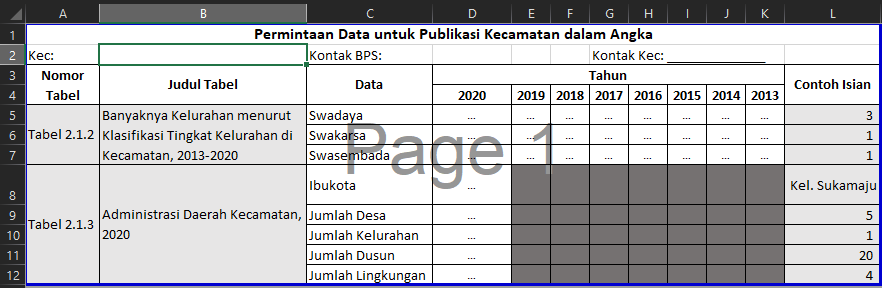 A B C D E F G H I J K L
1 Permintaan Data untuk Publikasi Kecamatan dalam Angka
2 Kec: Kontak BPS: Kontak Kec: _______________
3 Nomor Tabel Judul Tabel Data Tahun Contoh Isian
4 2020 2019 2018 2017 2016 2015 2014 2013
5 Tabel 2.1.2 Banyaknya Kelurahan menurut Klasifikasi Tingkat Kelurahan di Kecamatan, 2013-2020 Swadaya ... ... ... ... ... ... ... ... 3
6 Swakarsa ... ... ... ... ... ... ... ... 1
7 Swasembada ... ... ... ... ... ... ... ... 1
Page 1
8 Tabel 2.1.3 Administrasi Daerah Kecamatan, 2020 Ibukota ... Kel. Sukamaju
9 Jumlah Desa ... 5
10 Jumlah Kelurahan ... 1
11 Jumlah Dusun ... 20
12 Jumlah Lingkungan ... 4